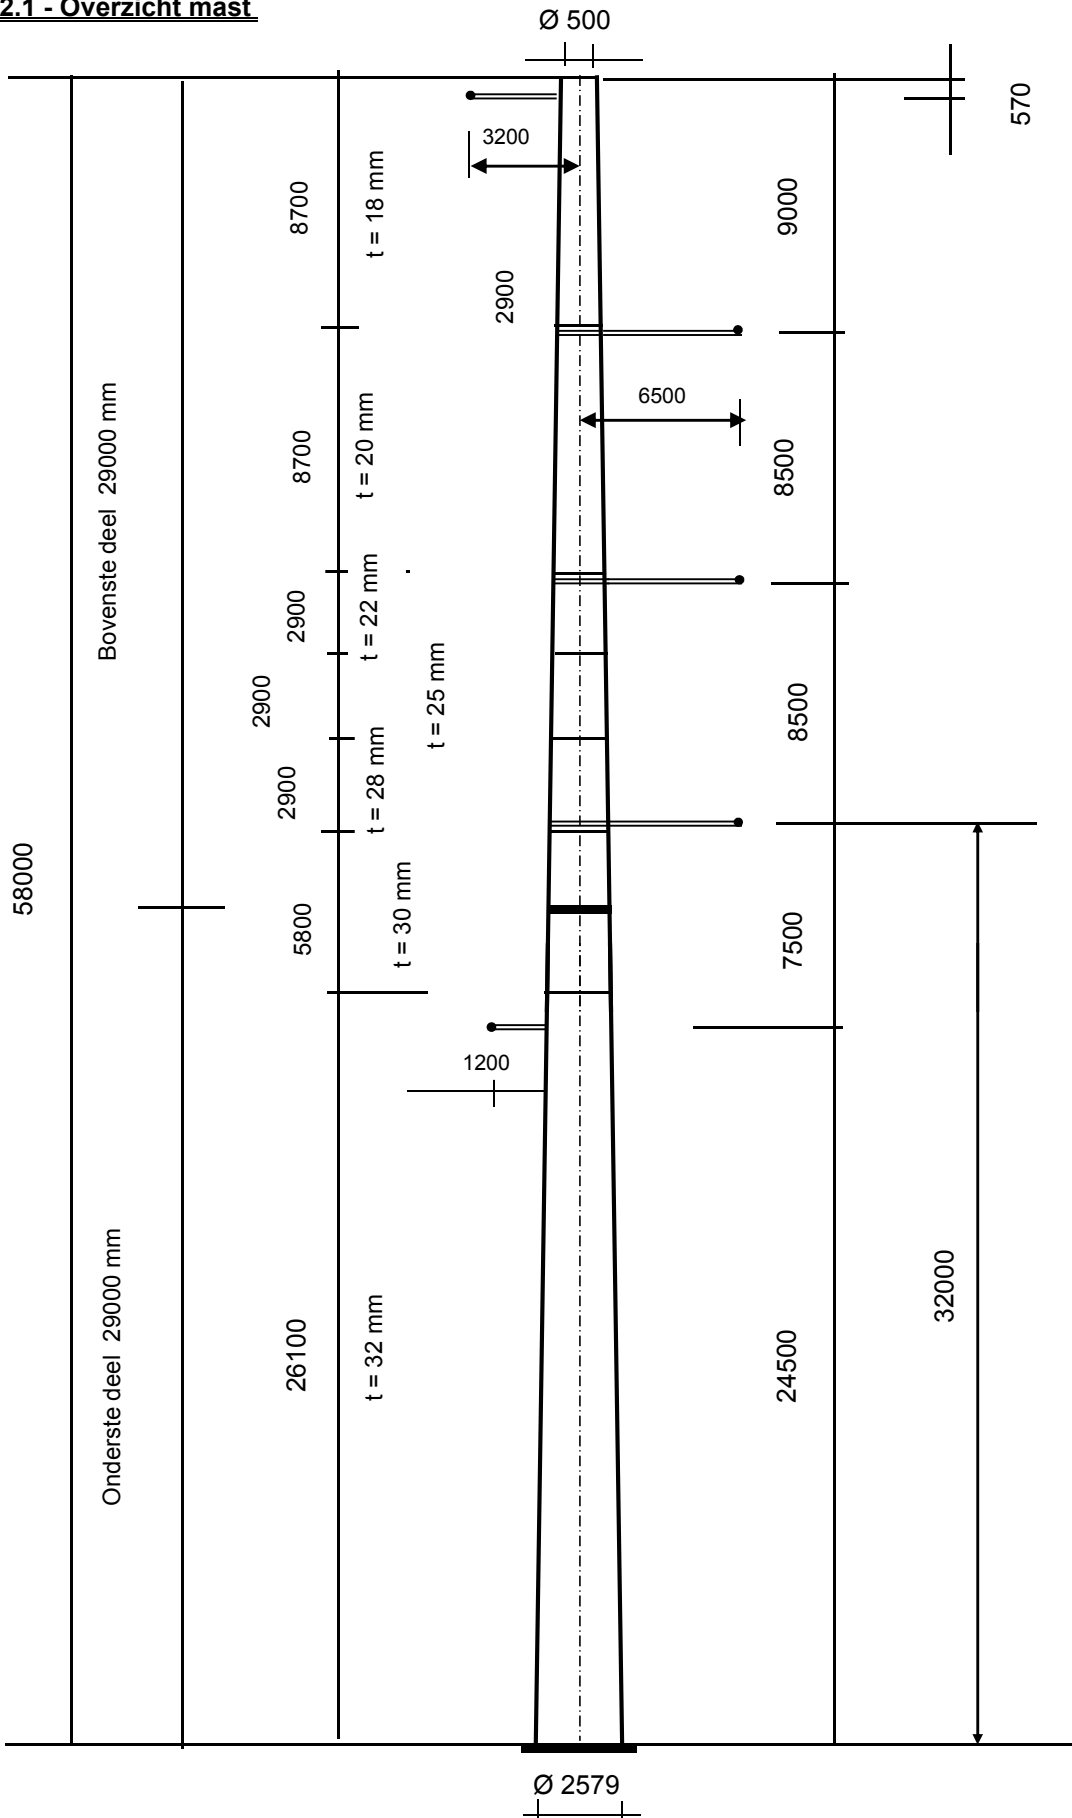 2.1 - Overzicht mast
Ø 500
570
3200
8700
t = 18 mm
9000
2900
6500
Bovenste deel 29000 mm
8700
t = 20 mm
8500
2900
t = 22 mm
2900
t = 25 mm
8500
2900
t = 28 mm
58000
5800
t = 30 mm
7500
1200
Onderste deel 29000 mm
26100
t = 32 mm
24500
32000
Ø 2579